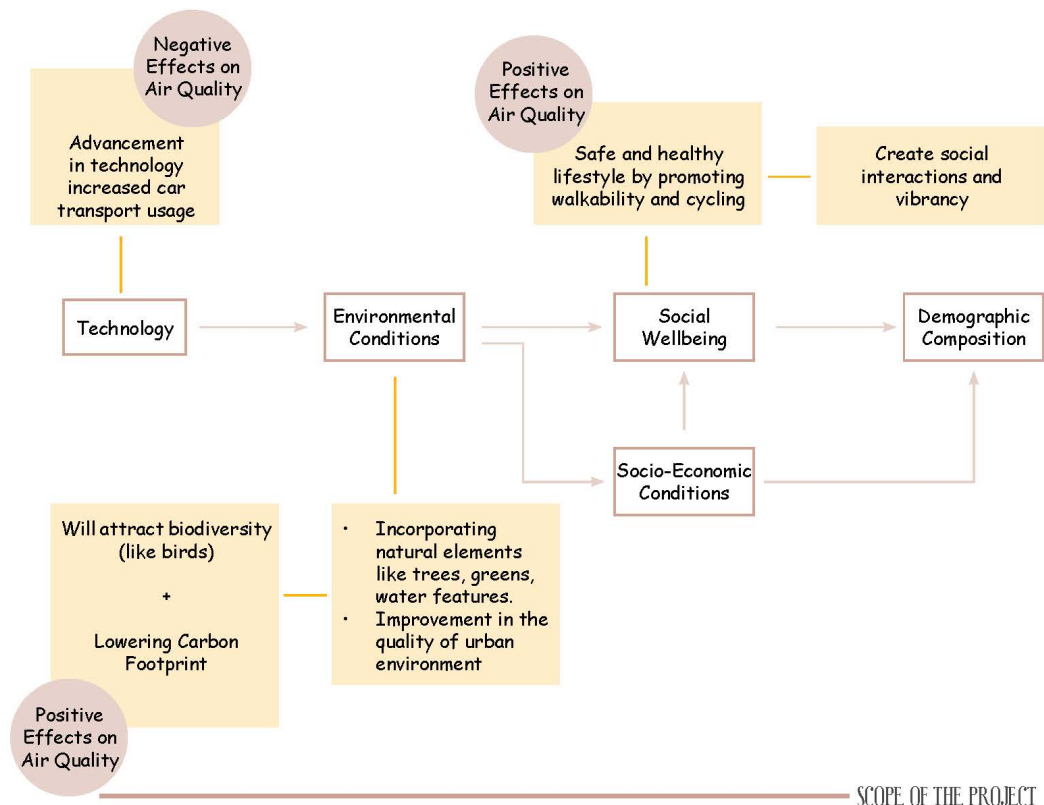 Negative
Effects on
Air Quality
Advancement
in technology
increased car
transport usage
Positive
Effects on
Air Quality
Safe and healthy
lifestyle by promoting
walkability and cycling
Create social
interactions and
vibrancy
Technology
Environmental
Conditions
Social
Wellbeing
Demographic
Composition
Socio-Economic
Conditions
Will attract biodiversity
(like birds)
+
Lowering Carbon
Footprint
• Incorporating
natural elements
like trees, greens,
water features.
• Improvement in the
quality of urban
environment
Positive
Effects on
Air Quality
SCOPE OF THE PROJECT